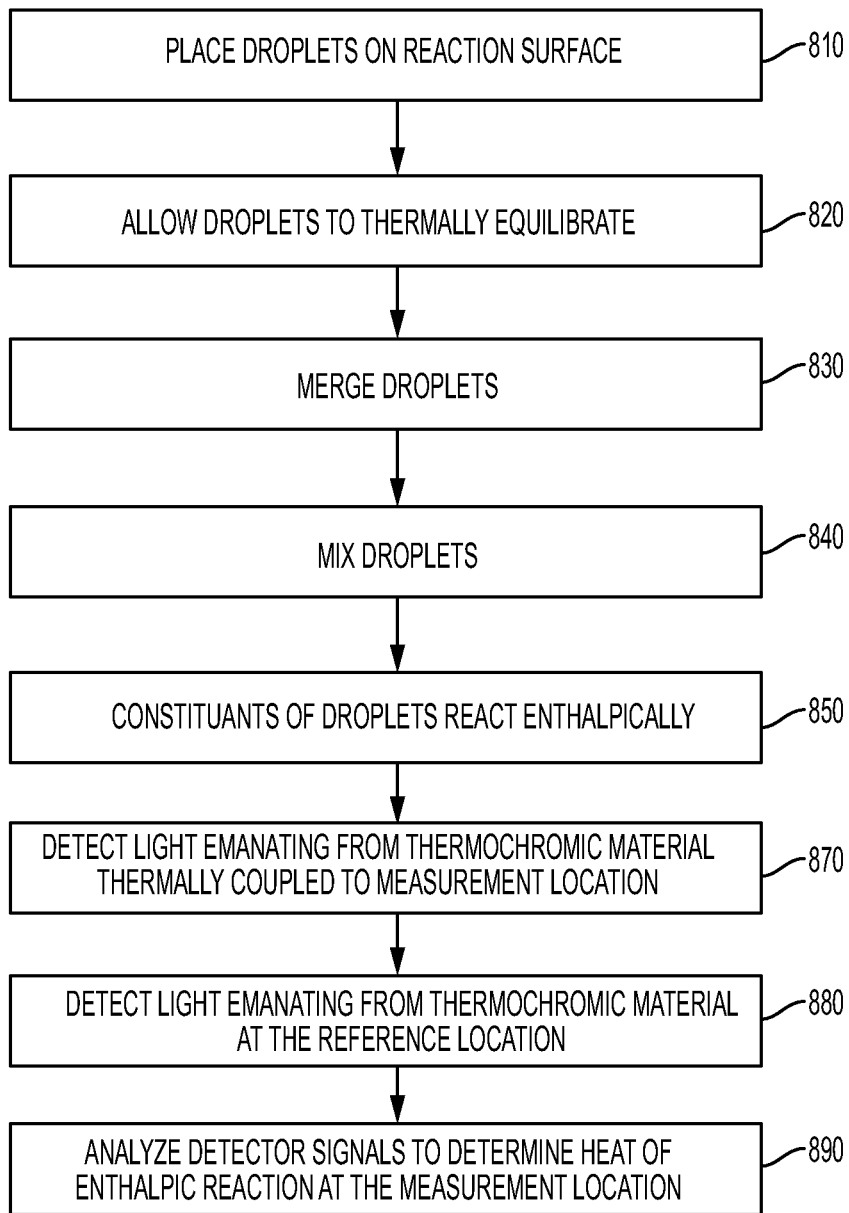 PLACE DROPLETS ON REACTION SURFACE
810
ALLOW DROPLETS TO THERMALLY EQUILIBRATE
820
MERGE DROPLETS
830
MIX DROPLETS
840
CONSTITUANTS OF DROPLETS REACT ENTHALPICALLY
850
DETECT LIGHT EMANATING FROM THERMOCHROMIC MATERIAL
THERMALLY COUPLED TO MEASUREMENT LOCATION
870
DETECT LIGHT EMANATING FROM THERMOCHROMIC MATERIAL
AT THE REFERENCE LOCATION
880
ANALYZE DETECTOR SIGNALS TO DETERMINE HEAT OF
ENTHALPIC REACTION AT THE MEASUREMENT LOCATION
890